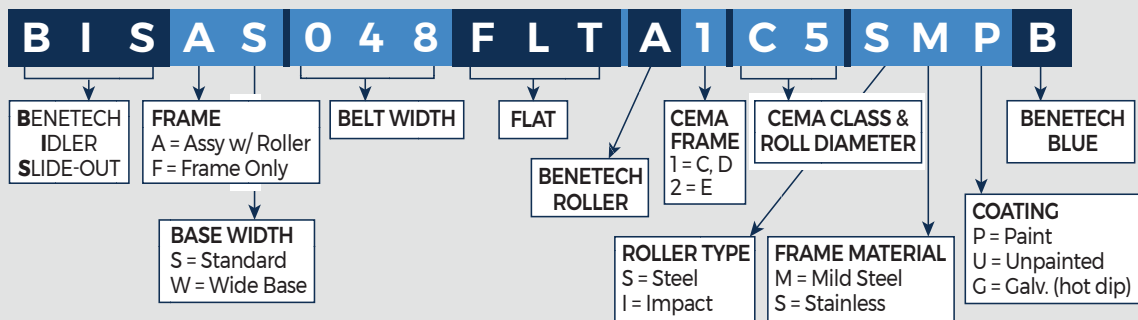 B I S A S 0 4 8 F L T A 1 C 5 S M P B
BENETECH
IDLER
SLIDE-OUT
FRAME
A = Assy w/ Roller
F = Frame Only
BASE WIDTH
S = Standard
W = Wide Base
BELT WIDTH
FLAT
BENETECH
ROLLER
CEMA
FRAME
1 = C, D
2 = E
CEMA CLASS &
ROLL DIAMETER
ROLLER TYPE
S = Steel
I = Impact
FRAME MATERIAL
M = Mild Steel
S = Stainless
COATING
P = Paint
U = Unpainted
G = Galv. (hot dip)
BENETECH
BLUE